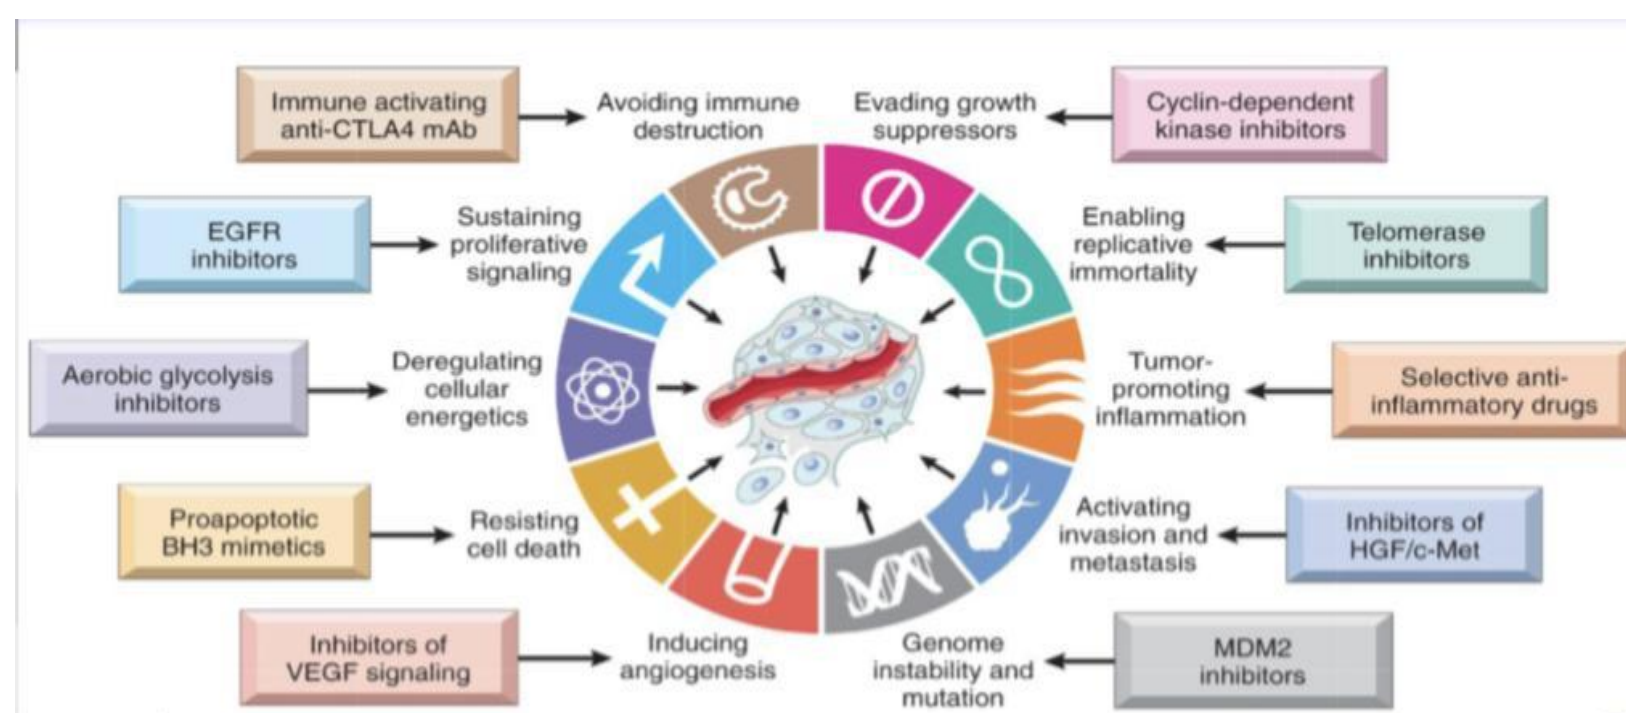 Immune activating
anti-CTLA4 mAb
Avoiding immune
destruction
Evading growth
suppressors
Cyclin-dependent
kinase inhibitors
EGFR
inhibitors
Sustaining
proliferative
signaling
Enabling
replicative
immortality
Telomerase
inhibitors
Aerobic glycolysis
inhibitors
Deregulating
cellular
energetics
Tumor-
promoting
inflammation
Selective anti-
inflammatory drugs
Proapoptotic
BH3 mimetics
Resisting
cell death
Activating
invasion and
metastasis
Inhibitors of
HGF/c-Met
Inhibitors of
VEGF signaling
Inducing
angiogenesis
Genome
instability and
mutation
MDM2
inhibitors